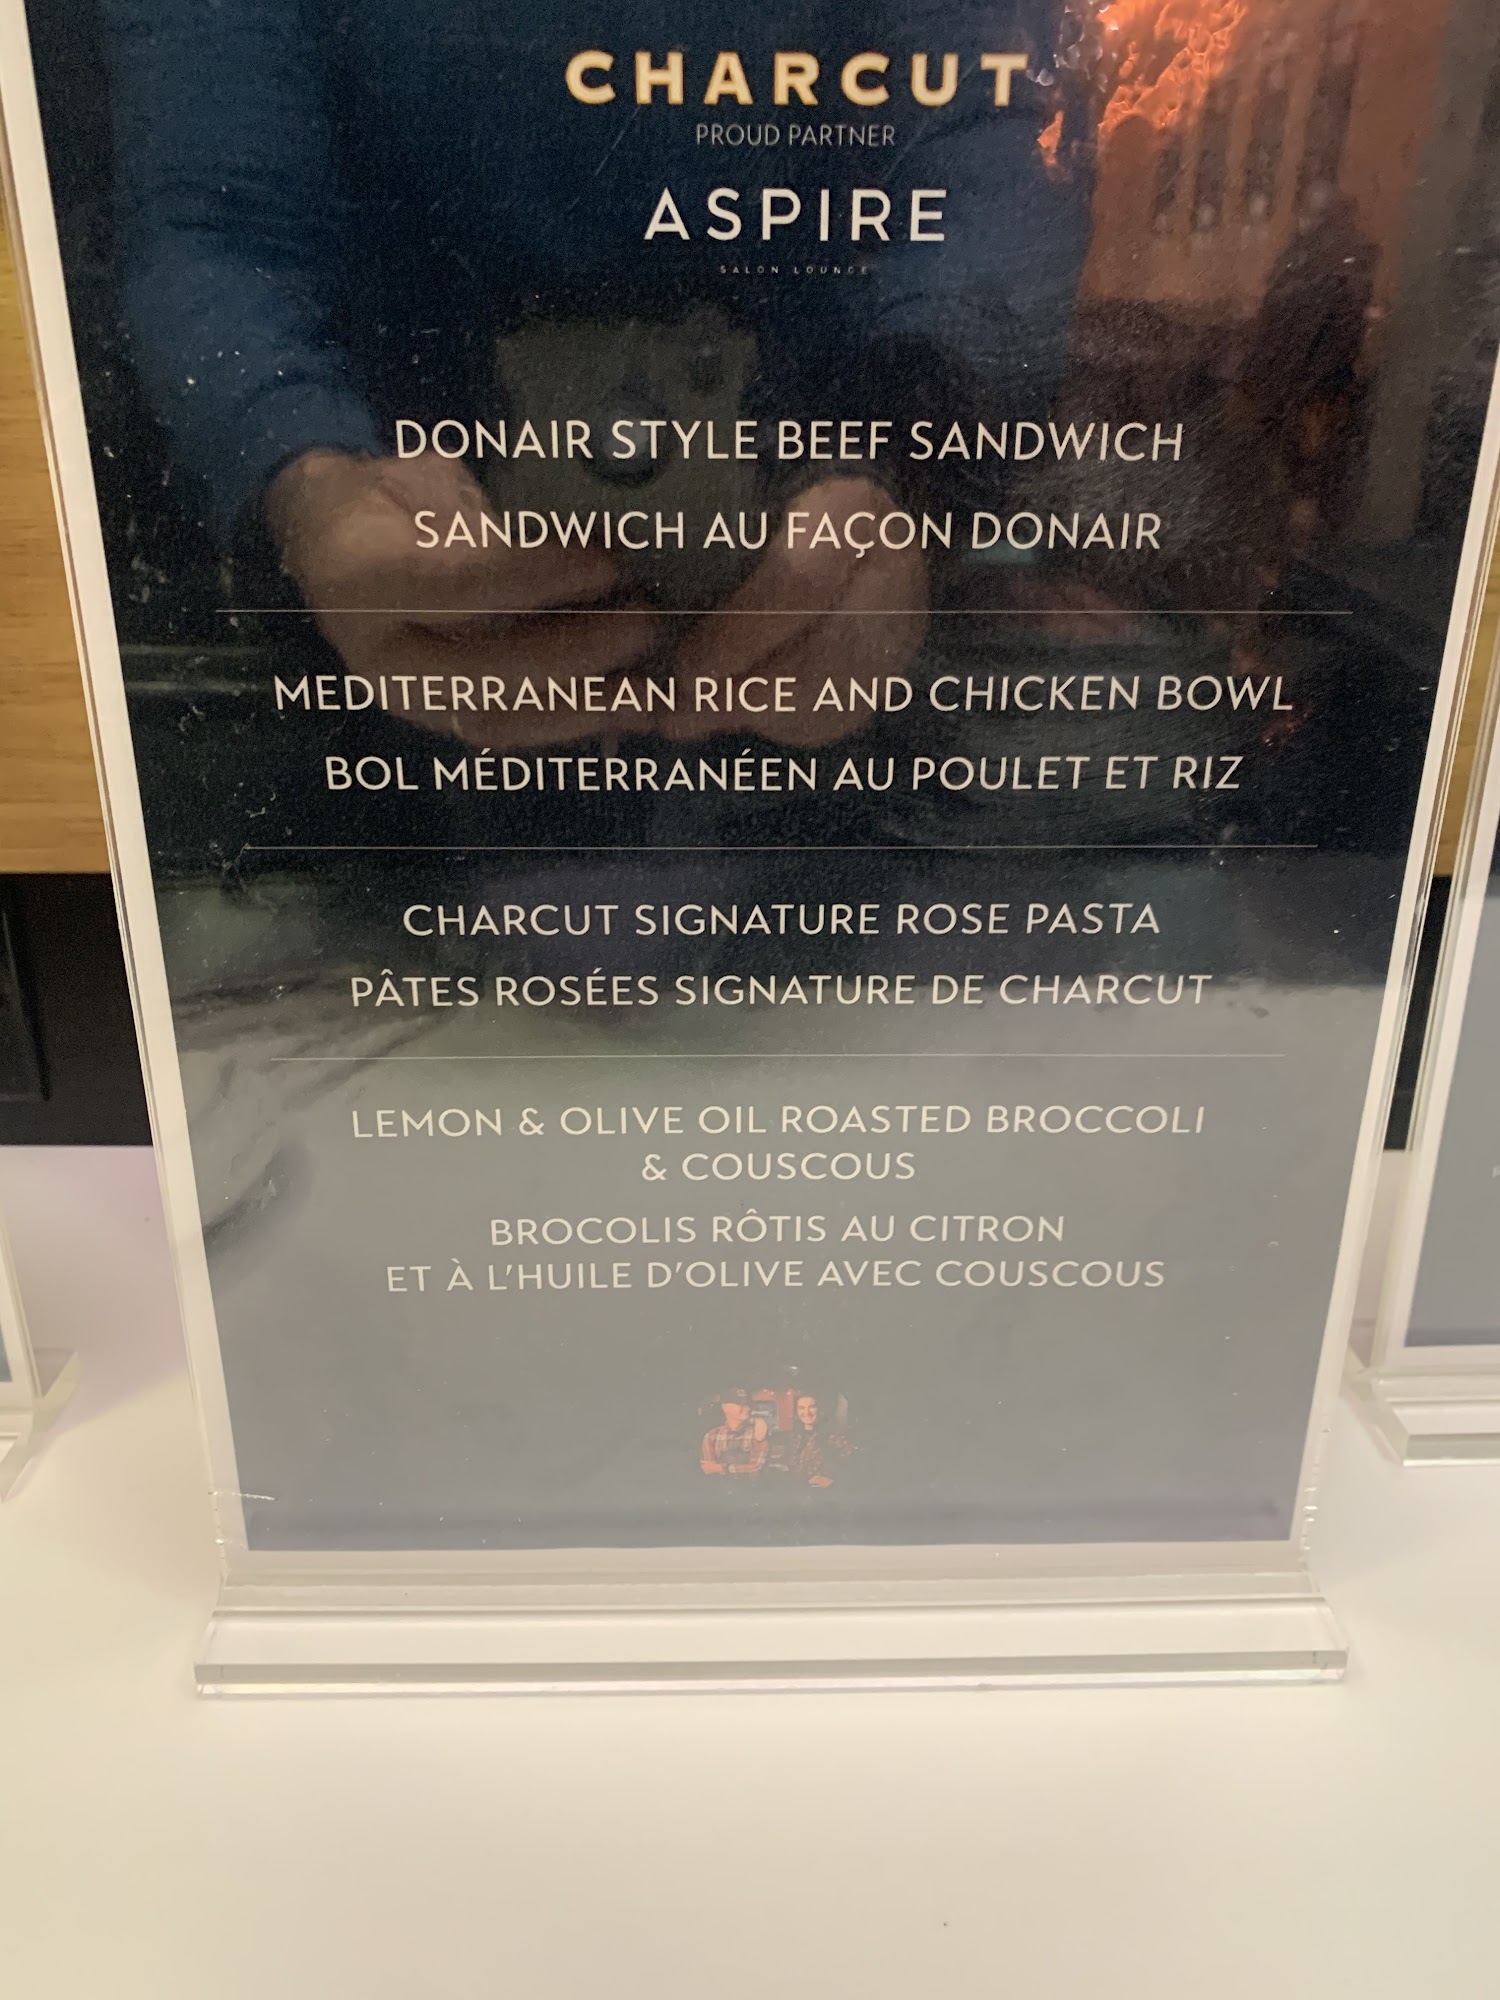 CHARCUT
PROUD PARTNER
ASPIRE
SALON LOUNGE
DONAIR STYLE BEEF SANDWICH
SANDWICH AU FAÇON DONAIR
MEDITERRANEAN RICE AND CHICKEN BOWL
BOL MÉDITERRANÉEN AU POULET ET RIZ
CHARCUT SIGNATURE ROSE PASTA
PÂTES ROSÉES SIGNATURE DE CHARCUT
LEMON & OLIVE OIL ROASTED BROCCOLI
& COUSCOUS
BROCOLIS RÔTIS AU CITRON
ET À L'HUILE D'OLIVE AVEC COUSCOUS